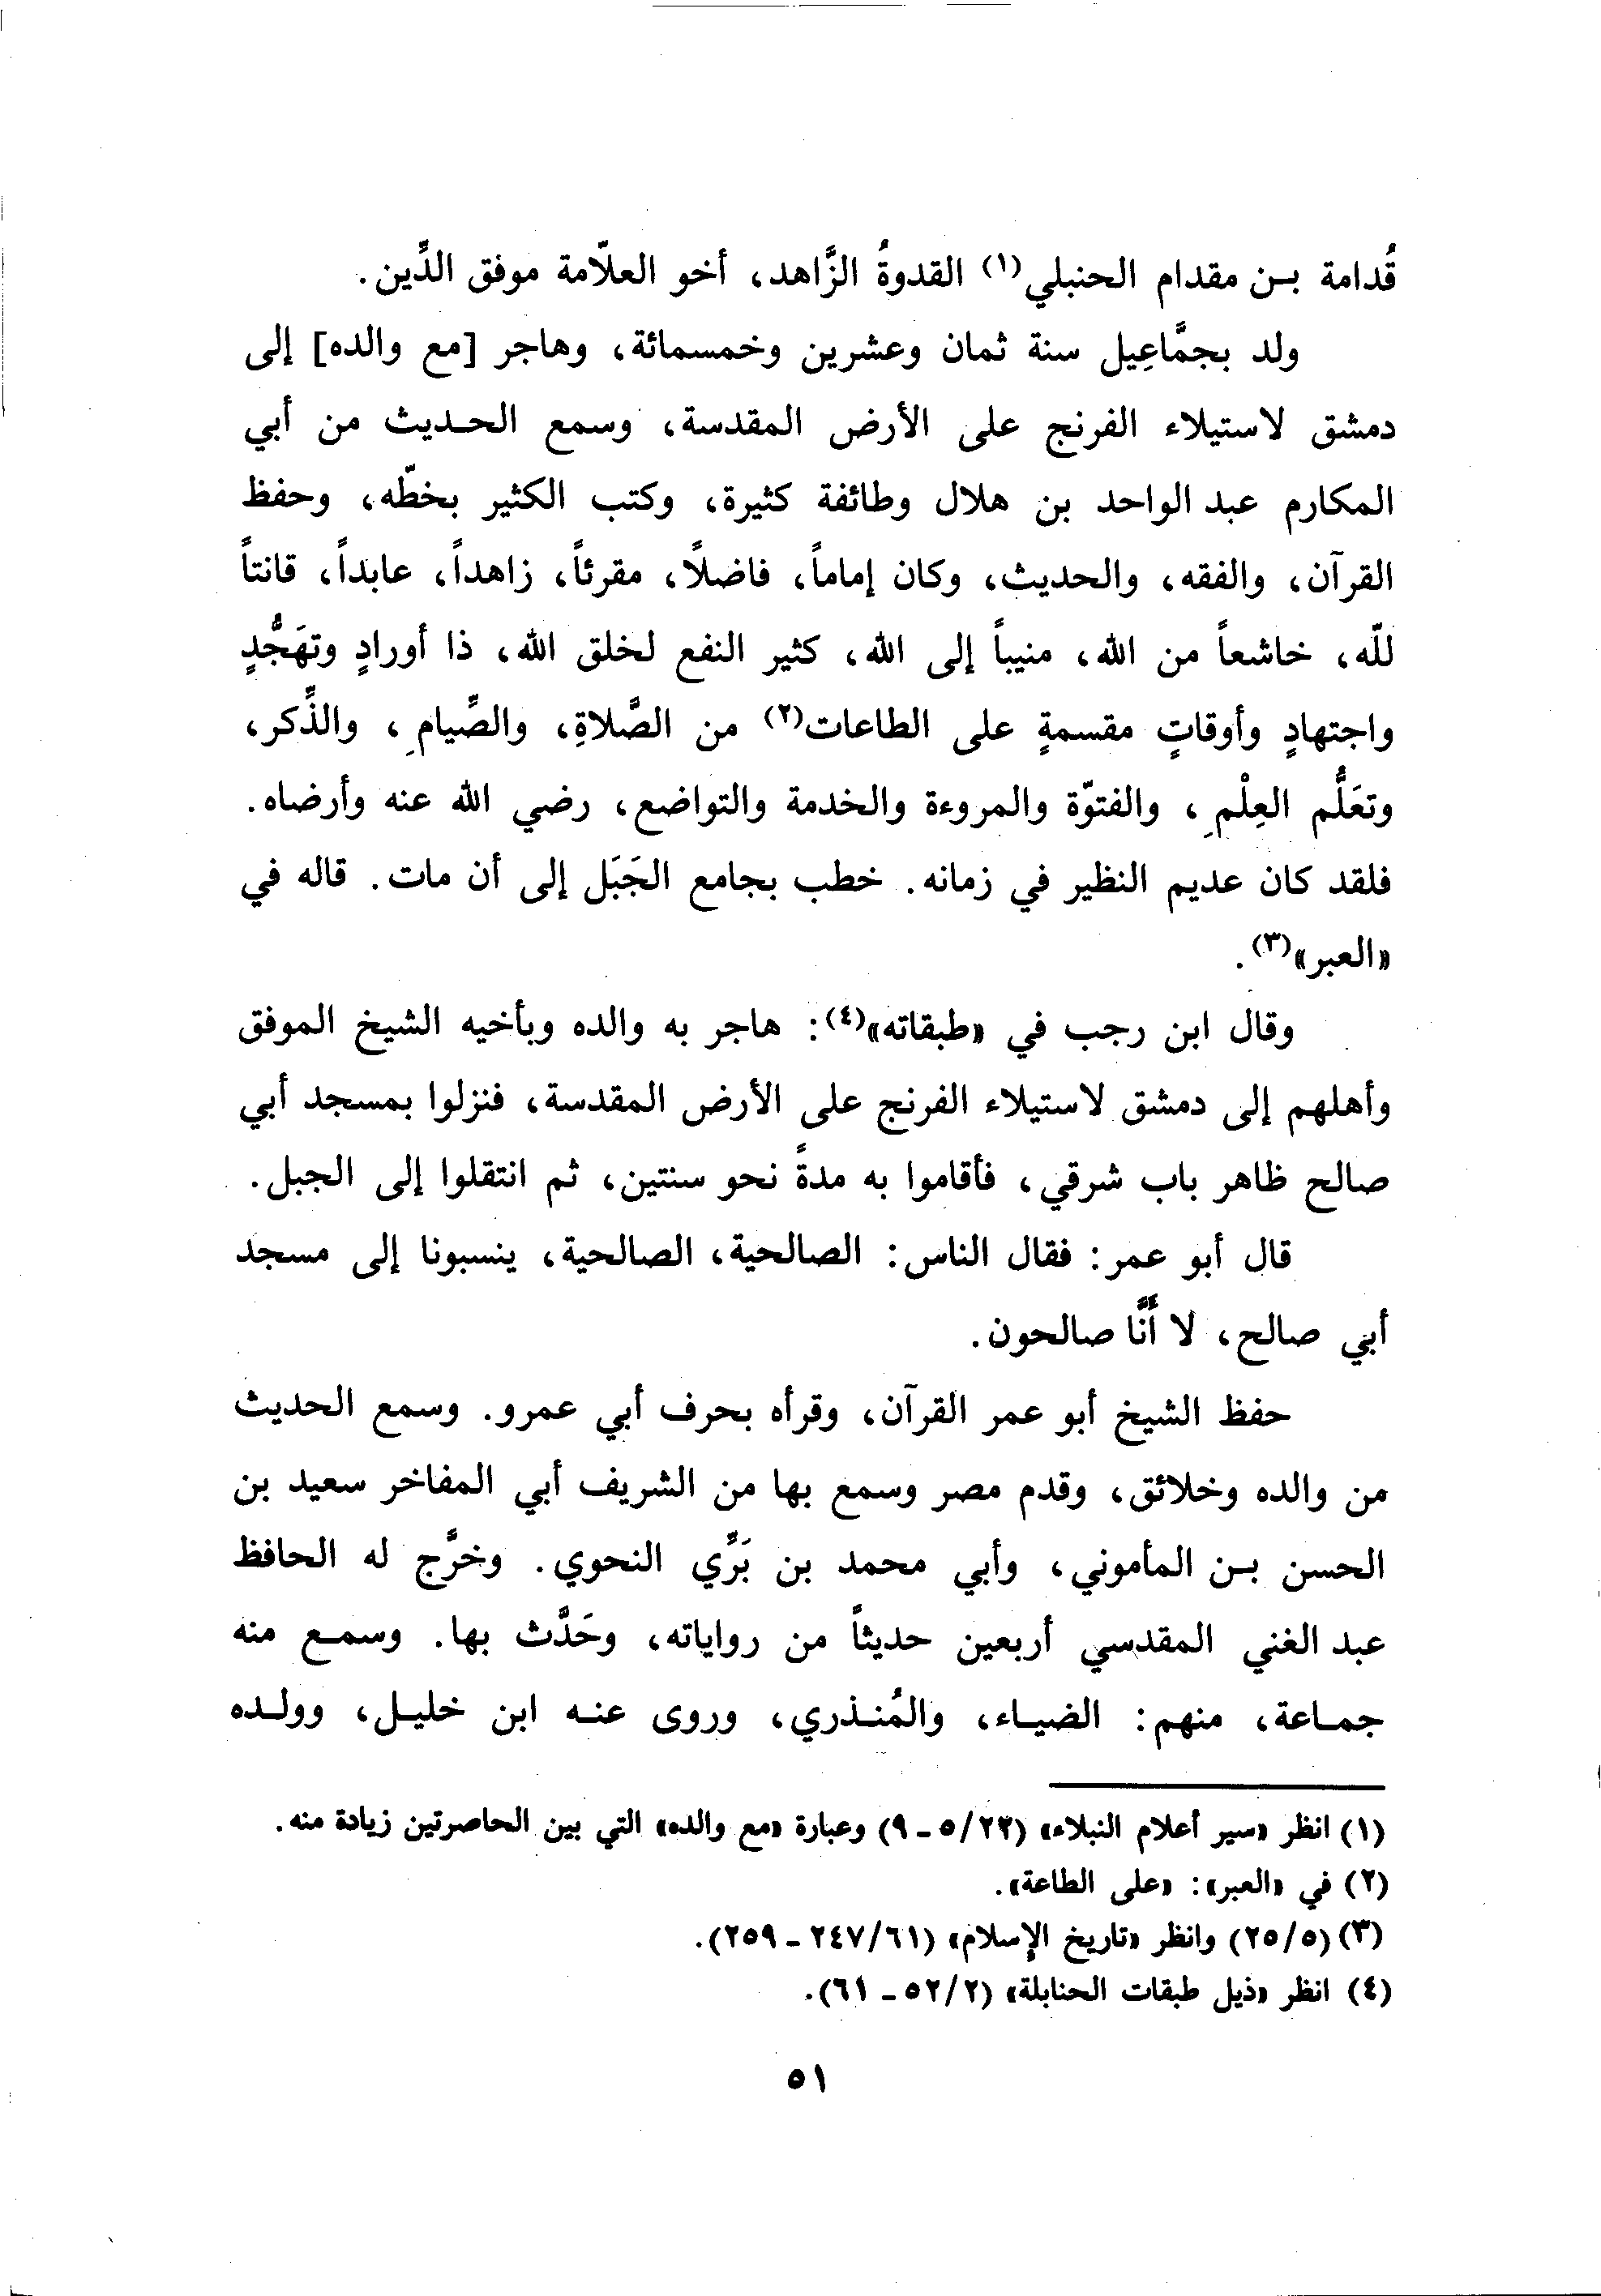 قُدامة بـن مقدام الحنبلي(١) القدوةُ الزَّاهد، أخو العلّامة موفق الدِّين.
ولد بجمَّاعِيل سنة ثمان وعشرين وخمسمائة، وهاجر [مع والده] إلى
دمشق لاستيلاء الفرنج على الأرض المقدسة، وسمع الحـديث من أبي
المكارم عبد الواحد بن هلال وطائفة كثيرة، وكتب الكثير بخطّه، وحفظ
القرآن، والفقه، والحديث، وكان إماماً، فاضلاً، مقرئاً، زاهداً، عابداً، قانتاً
للّه، خاشعاً من الله، منيباً إلى الله، كثير النفع لخلق الله، ذا أورادٍ وتهَجُّدٍ
واجتهادٍ وأوقاتٍ مقسمةٍ على الطاعات(٢) من الصَّلاةِ، والصِّيامِ، والذِّكر،
وتعَلُّم العِلْمِ، والفتوّة والمروءة والخدمة والتواضع، رضي الله عنه وأرضاه.
فلقد كان عديم النظير في زمانه. خطب بجامع الجَبَل إلى أن مات. قاله في
«العبر»(٣).
وقال ابن رجب في «طبقاته»(٤): هاجر به والده وبأخيه الشيخ الموفق
وأهلهم إلى دمشق لاستيلاء الفرنج على الأرض المقدسة، فنزلوا بمسجد أبي
صالح ظاهر باب شرقي، فأقاموا به مدةً نحو سنتين، ثم انتقلوا إلى الجبل.
قال أبو عمر: فقال الناس: الصالحية، الصالحية، ينسبونا إلى مسجد
أبي صالح، لا أَنَّا صالحون.
حفظ الشيخ أبو عمر القرآن، وقرأه بحرف أبي عمرو. وسمع الحديث
من والده وخلائق، وقدم مصر وسمع بها من الشريف أبي المفاخر سعيد بن
الحسن بـن المأموني، وأبي محمد بن بَرِّي النحوي. وخرَّج له الحافظ
عبد الغني المقدسي أربعين حديثاً من رواياته، وحَدَّث بها. وسمـع منه
جمـاعة، منهم: الضيـاء، والمُنـذري، وروى عنـه ابن خليـل، وولـده
(١) انظر «سير أعلام النبلاء» (٢٢/ ٥ ـ ٩) وعبارة «مع والده» التي بين الحاصرتين زيادة منه.
(٢) في «العبر»: «على الطاعة».
(٣) (٢٥/٥) وانظر «تاريخ الإسلام» (٦١/ ٢٤٧ ـ ٢٥٩).
(٤) انظر «ذيل طبقات الحنابلة» (٢/ ٥٢ ـ ٦١).
٥١